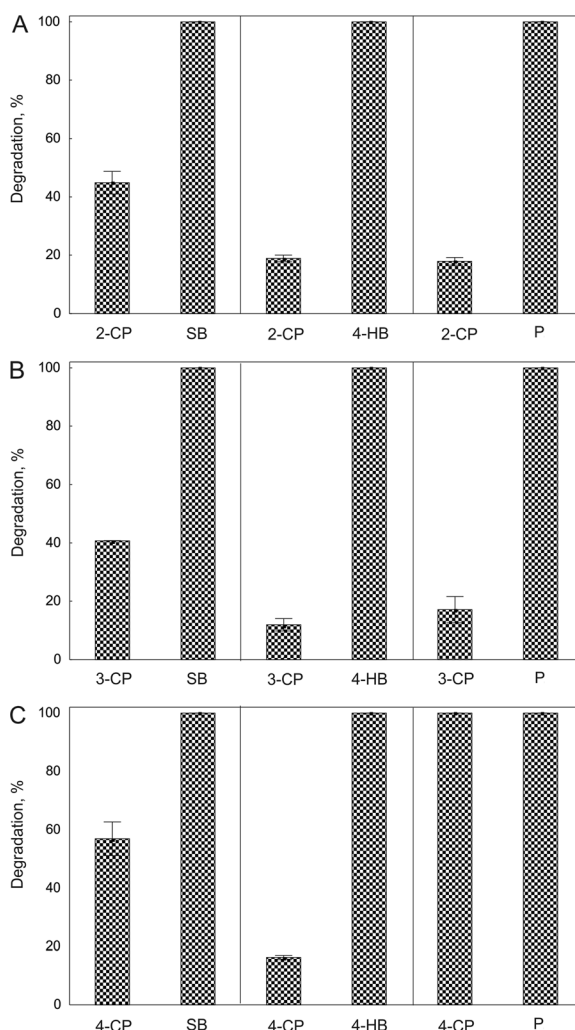 A
Degradation, %
100
80
60
40
20
0
2-CP SB 2-CP 4-HB 2-CP P
B
Degradation, %
100
80
60
40
20
0
3-CP SB 3-CP 4-HB 3-CP P
C
Degradation, %
100
80
60
40
20
0
4-CP SB 4-CP 4-HB 4-CP P